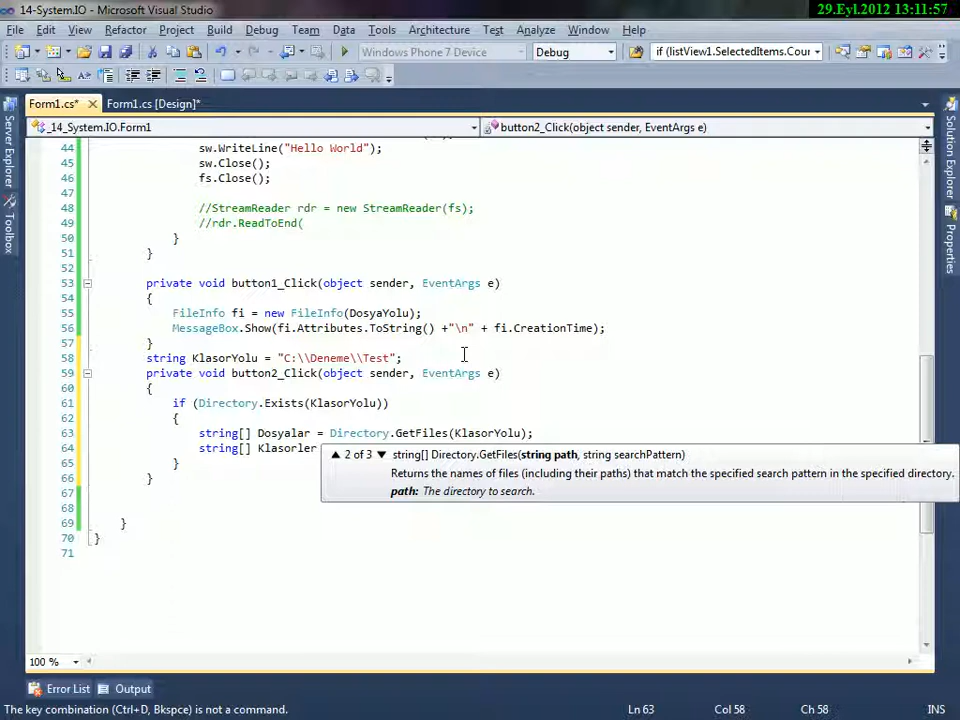 14-System.IO - Microsoft Visual Studio
29.Eyl.2012 13:11:57
File Edit View Refactor Project Build Debug Team Data Tools Architecture Test Analyze Window Help
Windows Phone 7 Device Debug if (listView1.SelectedItems.Cour
Form1.cs* Form1.cs [Design]*
_14_System.IO.Form1 button2_Click(object sender, EventArgs e)
Server Explorer
Toolbox
Solution Explorer
Properties
44 sw.WriteLine("Hello World");
45 sw.Close();
46 fs.Close();
47
48 //StreamReader rdr = new StreamReader(fs);
49 //rdr.ReadToEnd(
50 }
51 }
52
53 private void button1_Click(object sender, EventArgs e)
54 {
55 FileInfo fi = new FileInfo(DosyaYolu);
56 MessageBox.Show(fi.Attributes.ToString() +"\n" + fi.CreationTime);
57 }
58 string KlasorYolu = "C:\\Deneme\\Test";
59 private void button2_Click(object sender, EventArgs e)
60 {
61 if (Directory.Exists(KlasorYolu))
62 {
63 string[] Dosyalar = Directory.GetFiles(KlasorYolu);
64 string[] Klasorler
65 }
66 }
67
68
69 }
70 }
71
2 of 3 string[] Directory.GetFiles(string path, string searchPattern)
Returns the names of files (including their paths) that match the specified search pattern in the specified directory.
path: The directory to search.
100 %
Error List Output
The key combination (Ctrl+D, Bkspce) is not a command. Ln 63 Col 58 Ch 58 INS